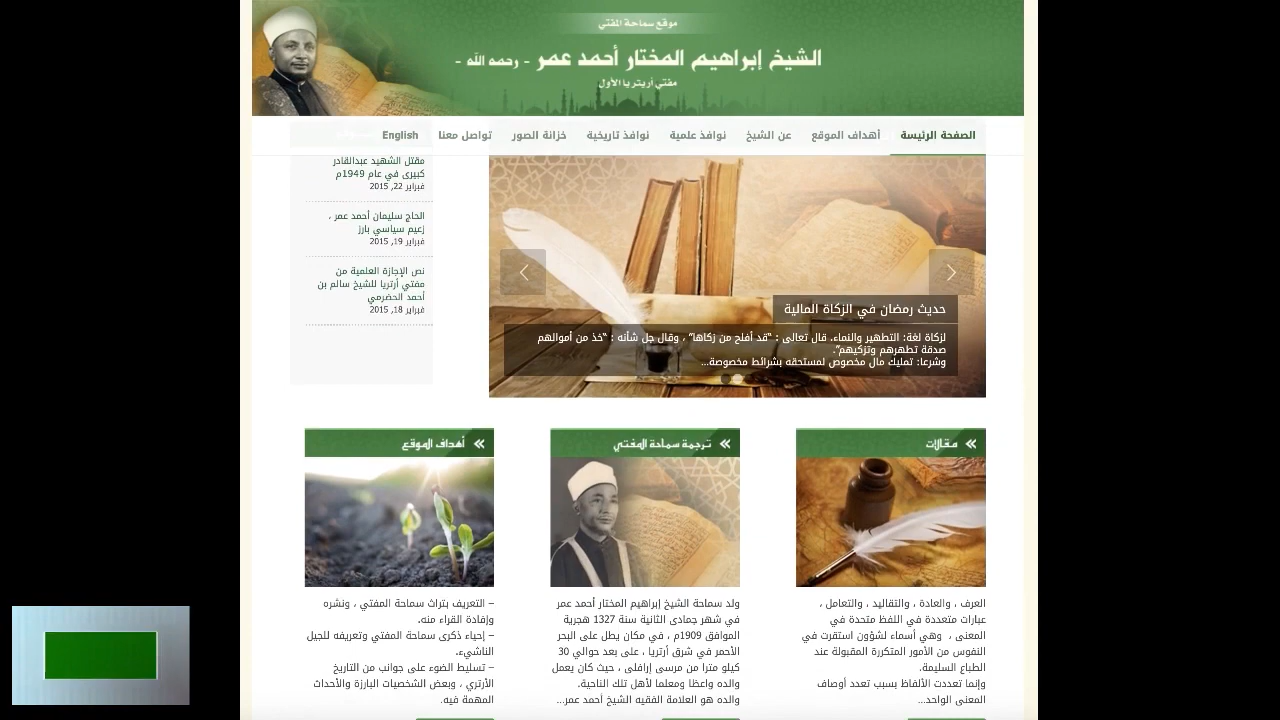 موقع سماحة المفتي
الشيخ إبراهيم المختار أحمد عمر - رحمه الله -
مفتي أريتريا الأول
الصفحة الرئيسة
أهداف الموقع
عن الشيخ
نوافذ علمية
نوافذ تاريخية
خزانة الصور
تواصل معنا
English
حديث رمضان في الزكاة المالية
لزكاة لغة: التطهير والنماء. قال تعالى : “قد أفلح من زكاها” ، وقال جل شأنه : “خذ من أموالهم
صدقة تطهرهم وتزكيهم”.
وشرعا: تمليك مال مخصوص لمستحقه بشرائط مخصوصة...
مقتل الشهيد عبدالقادر
كبيرى في عام 1949م
فبراير 22, 2015
الحاج سليمان أحمد عمر ،
زعيم سياسي بارز
فبراير 19, 2015
نص الإجازة العلمية من
مفتي أرتريا للشيخ سالم بن
أحمد الحضرمي
فبراير 18, 2015
» مقالات
العرف ، والعادة ، والتقاليد ، والتعامل ،
عبارات متعددة في اللفظ متحدة في
المعنى ، وهي أسماء لشؤون استقرت في
النفوس من الأمور المتكررة المقبولة عند
الطباع السليمة.
وإنما تعددت الألفاظ بسبب تعدد أوصاف
المعنى الواحد...
» ترجمة سماحة المفتي
ولد سماحة الشيخ إبراهيم المختار أحمد عمر
في شهر جمادى الثانية سنة 1327 هجرية
الموافق 1909م ، في مكان يطل على البحر
الأحمر في شرق أرتريا ، على بعد حوالي 30
كيلو مترا من مرسى إرافلى ، حيث كان يعمل
والده واعظا ومعلما لأهل تلك الناحية.
والده هو العلامة الفقيه الشيخ أحمد عمر...
» أهداف الموقع
– التعريف بتراث سماحة المفتي ، ونشره
وإفادة القراء منه.
– إحياء ذكرى سماحة المفتي وتعريفه للجيل
الناشيء.
– تسليط الضوء على جوانب من التاريخ
الأرتري ، وبعض الشخصيات البارزة والأحداث
المهمة فيه.